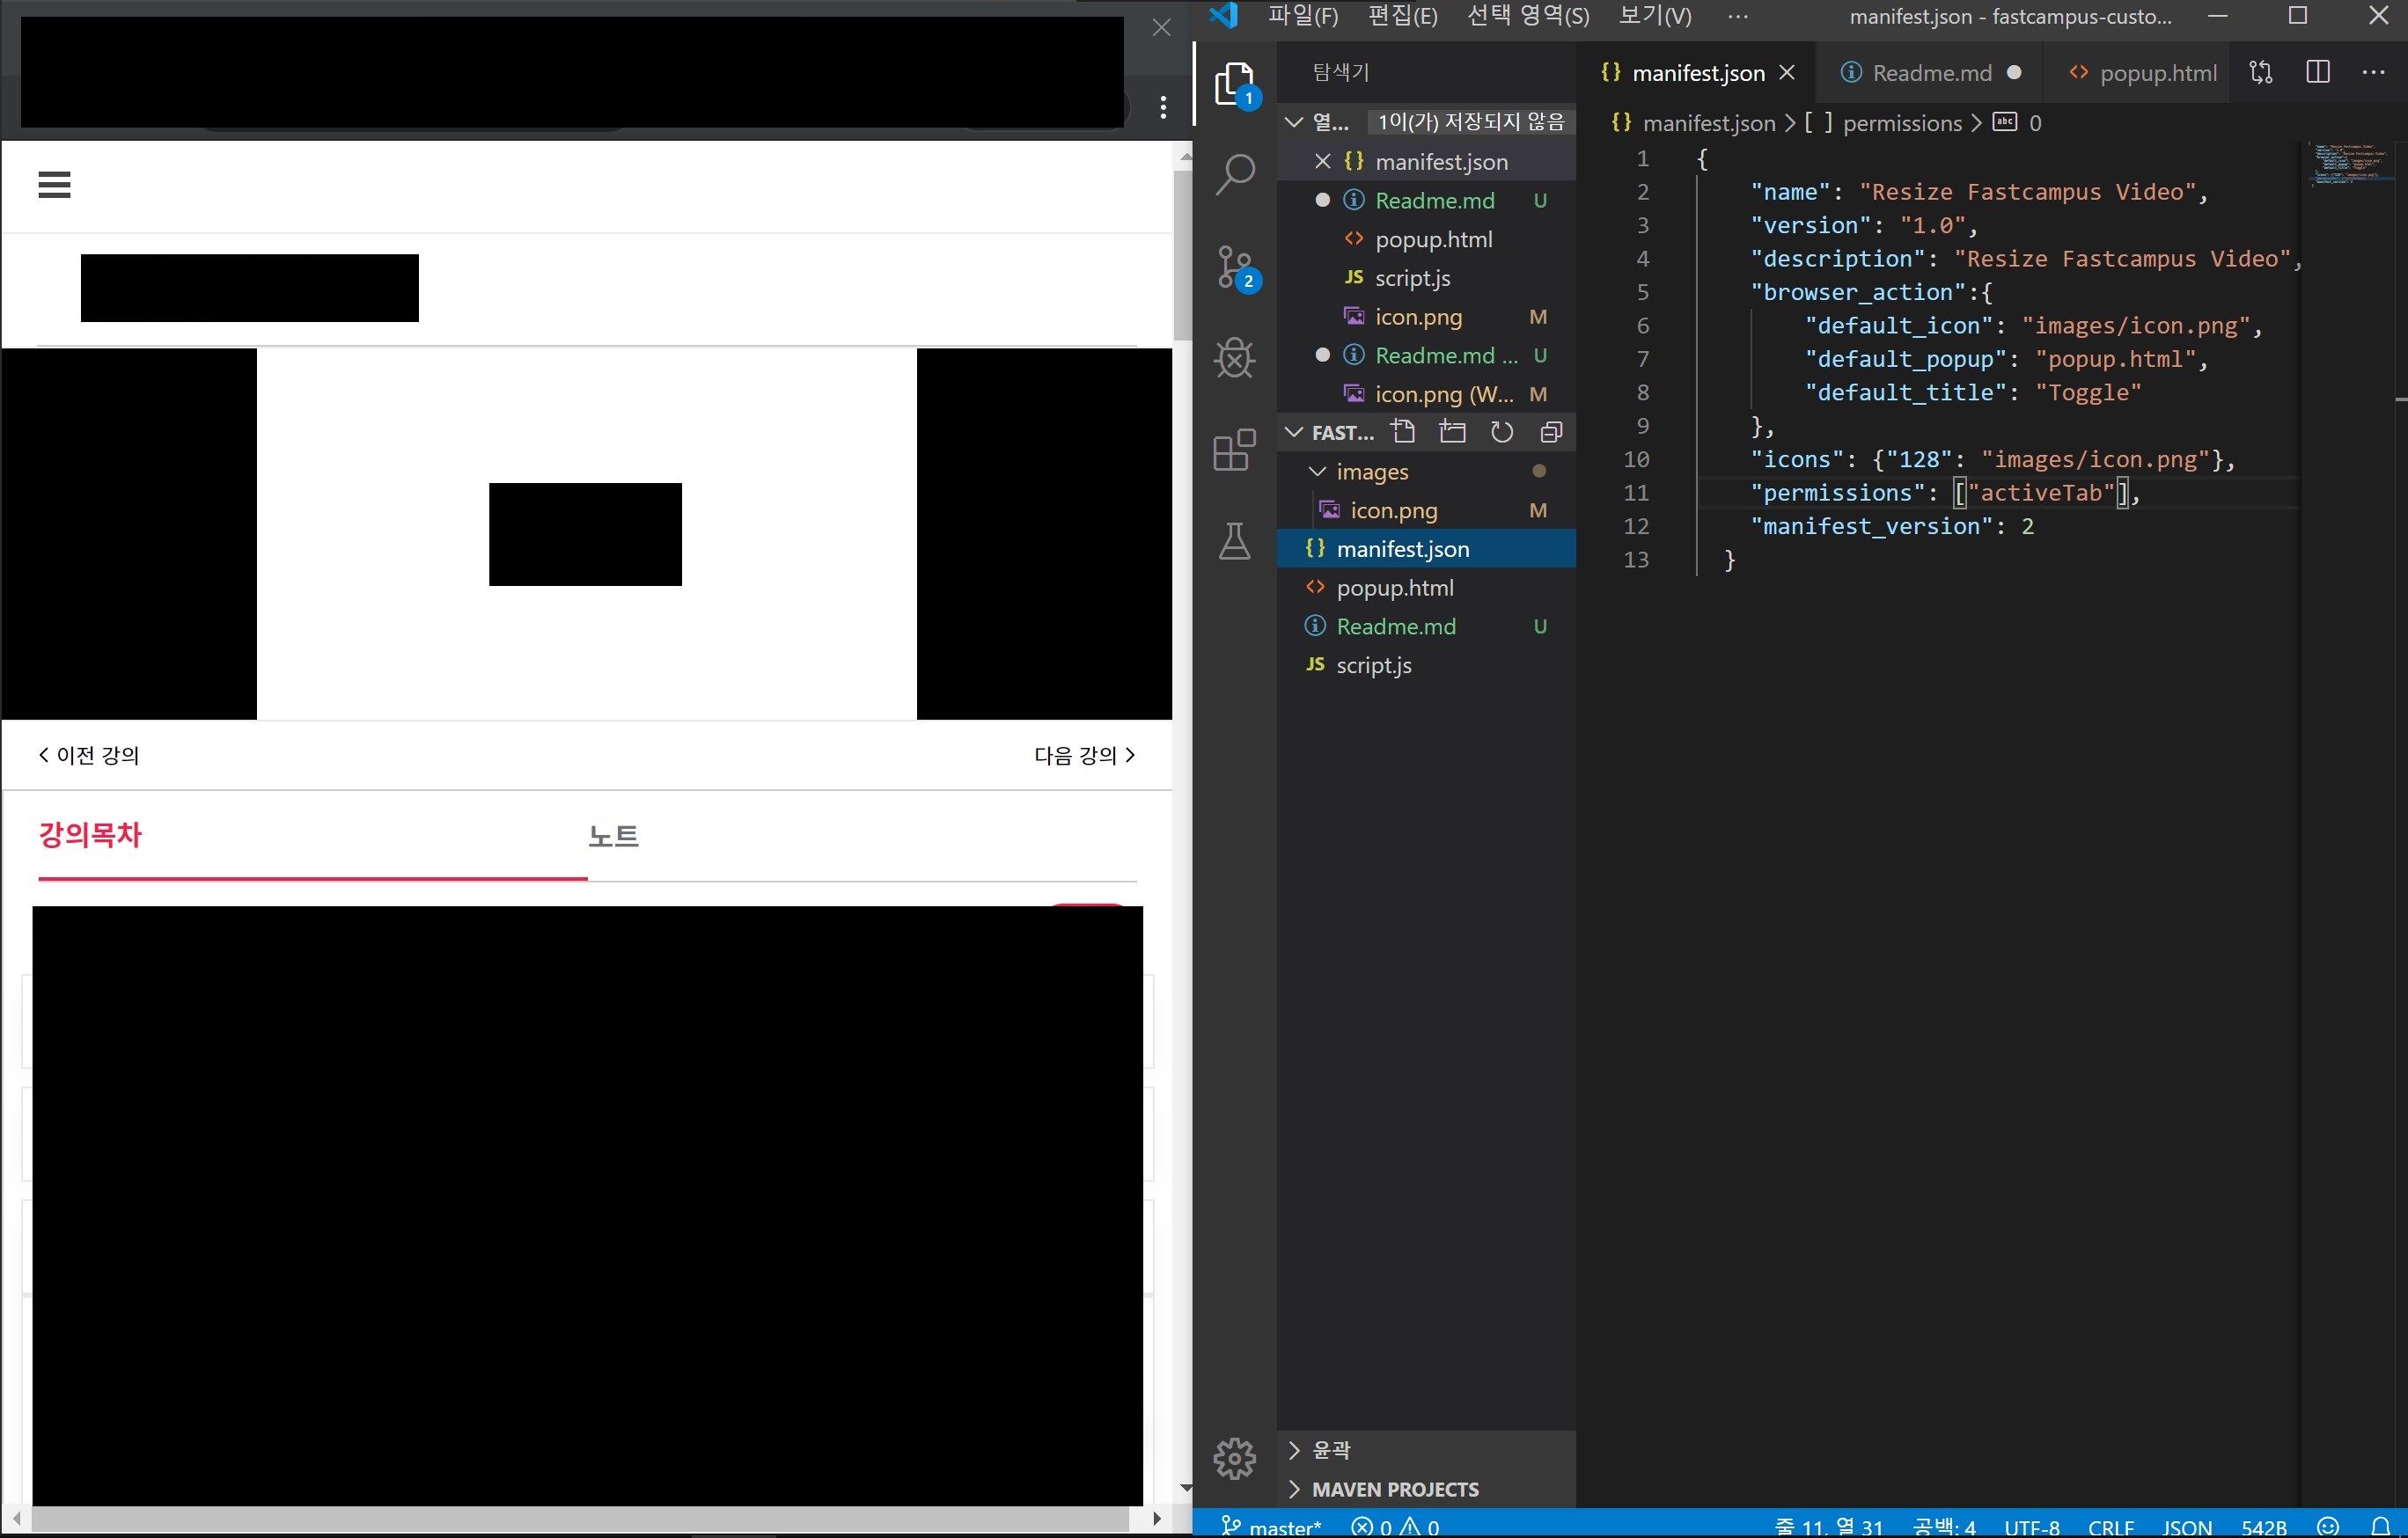 < 이전 강의
다음 강의 >
강의목차
노트
파일(F) 편집(E) 선택 영역(S) 보기(V) ...
manifest.json - fastcampus-custo...
탐색기
열... 1이(가) 저장되지 않음
manifest.json
Readme.md U
popup.html
script.js
icon.png M
Readme.md ... U
icon.png (W... M
FAST...
images
icon.png M
manifest.json
popup.html
Readme.md U
script.js
윤곽
MAVEN PROJECTS
1
2
manifest.json
Readme.md
popup.html
...
manifest.json > [ ] permissions > abc 0
1 {
2 "name": "Resize Fastcampus Video",
3 "version": "1.0",
4 "description": "Resize Fastcampus Video",
5 "browser_action":{
6 "default_icon": "images/icon.png",
7 "default_popup": "popup.html",
8 "default_title": "Toggle"
9 },
10 "icons": {"128": "images/icon.png"},
11 "permissions": ["activeTab"],
12 "manifest_version": 2
13 }
master* 0 0 줄 11, 열 31 공백: 4 UTF-8 CRLF JSON 542B